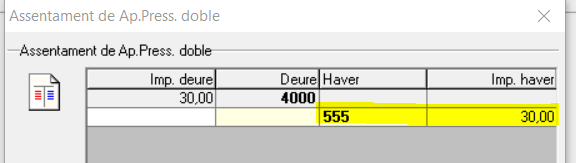 Assentament de Ap.Press. doble
Assentament de Ap.Press. doble
Imp. deure Deure Haver Imp. haver
30,00 4000
555 30,00